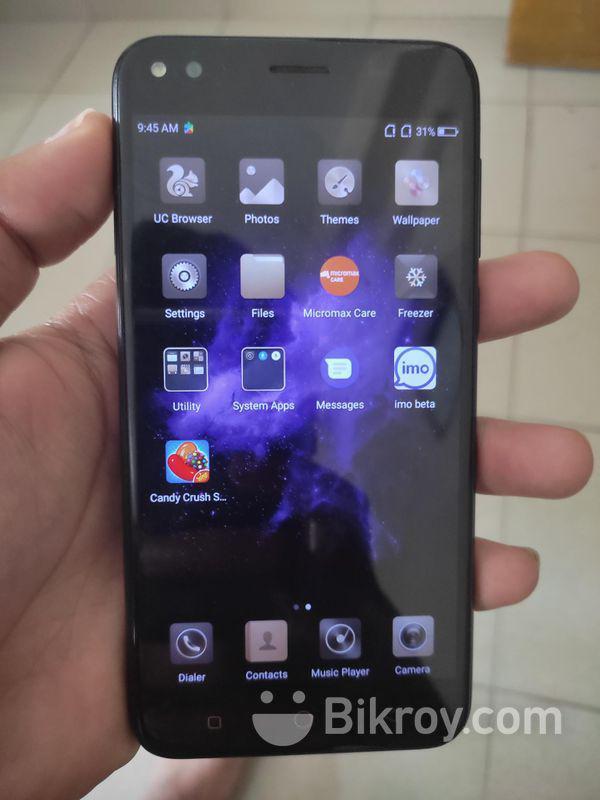 9:45 AM 31%
UC Browser Photos Themes Wallpaper
micromax
CARE
Settings Files Micromax Care Freezer
imo
Utility System Apps Messages imo beta
Candy Crush S...
Dialer Contacts Music Player Camera
Bikroy.com